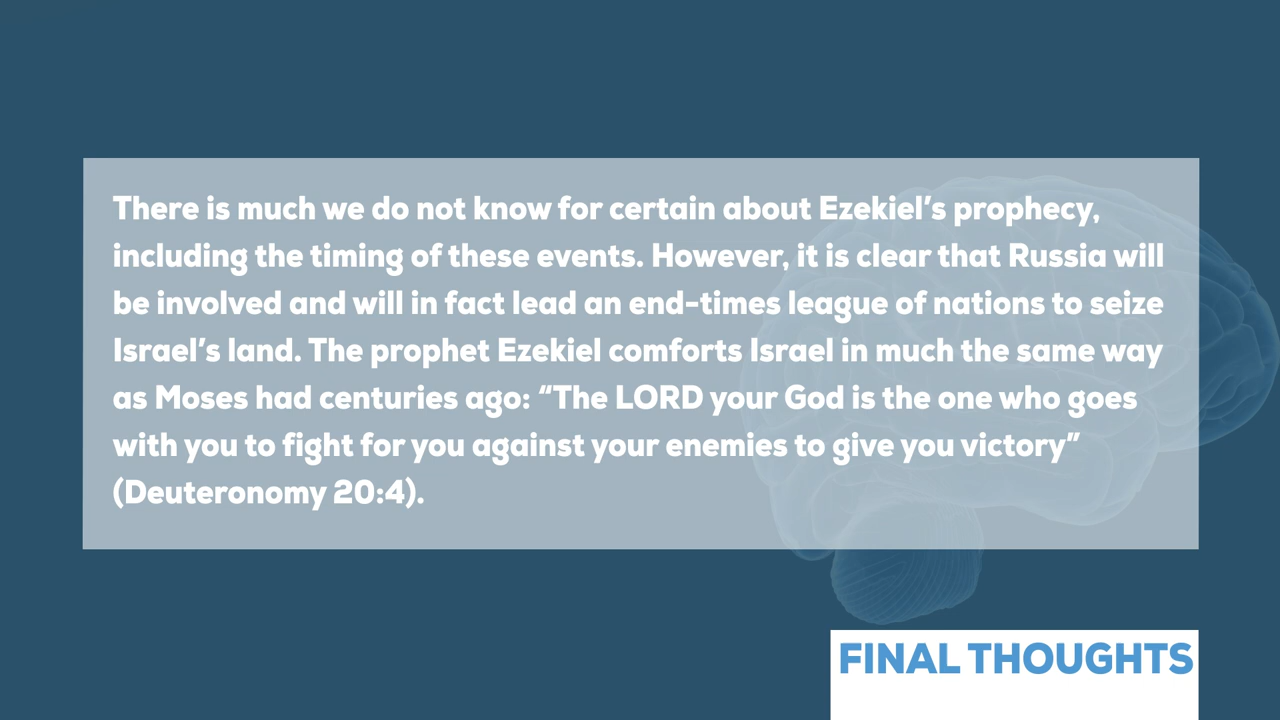 There is much we do not know for certain about Ezekiel’s prophecy,
including the timing of these events. However, it is clear that Russia will
be involved and will in fact lead an end-times league of nations to seize
Israel’s land. The prophet Ezekiel comforts Israel in much the same way
as Moses had centuries ago: “The LORD your God is the one who goes
with you to fight for you against your enemies to give you victory”
(Deuteronomy 20:4).
FINAL THOUGHTS